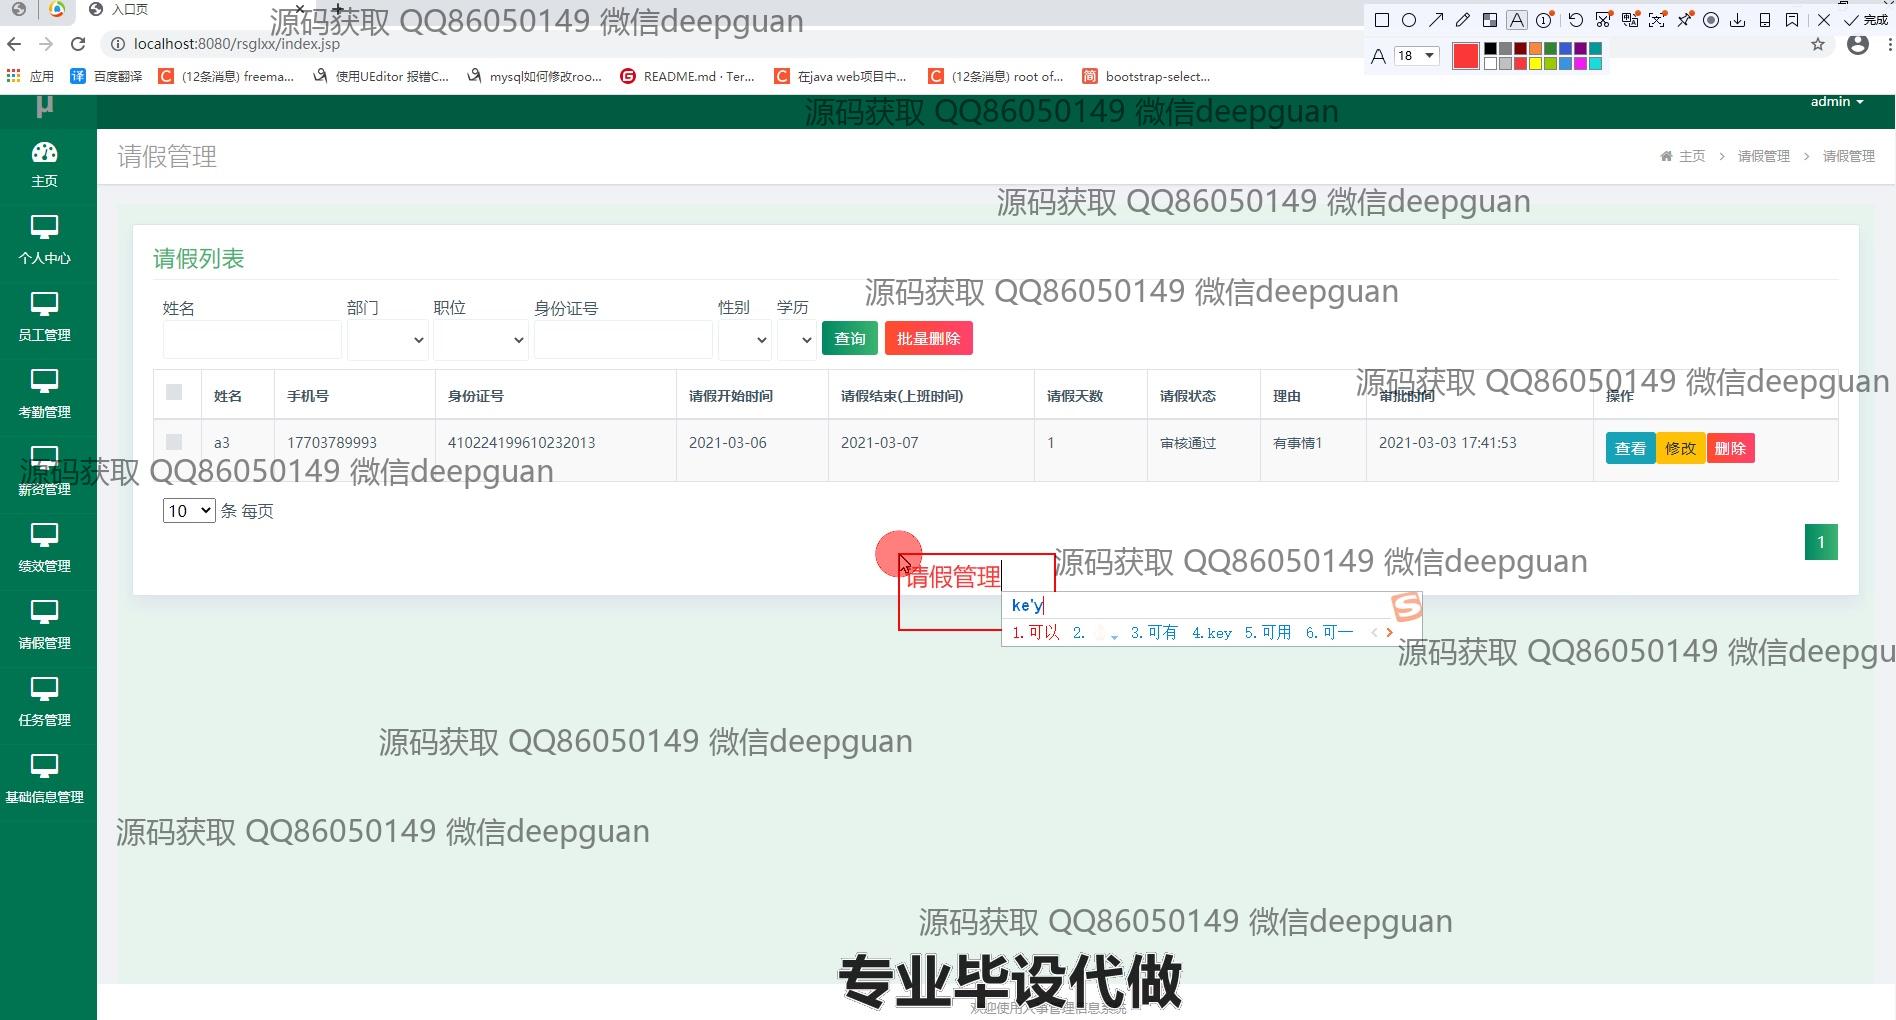 入口页
源码获取 QQ86050149 微信deepguan
完成
localhost:8080/rsglxx/index.jsp
A 18
应用 百度翻译 (12条消息) freema... 使用UEditor 报错C... mysql如何修改roo... README.md · Ter... 在java web项目中... (12条消息) root of... bootstrap-select...
μ
源码获取 QQ86050149 微信deepguan
admin
请假管理
主页 > 请假管理 > 请假管理
主页
源码获取 QQ86050149 微信deepguan
个人中心
请假列表
源码获取 QQ86050149 微信deepguan
姓名 部门 职位 身份证号 性别 学历
员工管理
查询 批量删除
源码获取 QQ86050149 微信deepguan
姓名 手机号 身份证号 请假开始时间 请假结束(上班时间) 请假天数 请假状态 理由 审批时间 操作
考勤管理
a3 17703789993 410224199610232013 2021-03-06 2021-03-07 1 审核通过 有事情1 2021-03-03 17:41:53 查看 修改 删除
源码获取 QQ86050149 微信deepguan
薪资管理
10 条 每页
1
源码获取 QQ86050149 微信deepguan
绩效管理
请假管理
ke'y
1.可以 2. 3.可有 4.key 5.可用 6.可一
请假管理
源码获取 QQ86050149 微信deepgu
任务管理
源码获取 QQ86050149 微信deepguan
基础信息管理
源码获取 QQ86050149 微信deepguan
源码获取 QQ86050149 微信deepguan
专业毕设代做
欢迎使用人事管理信息系统